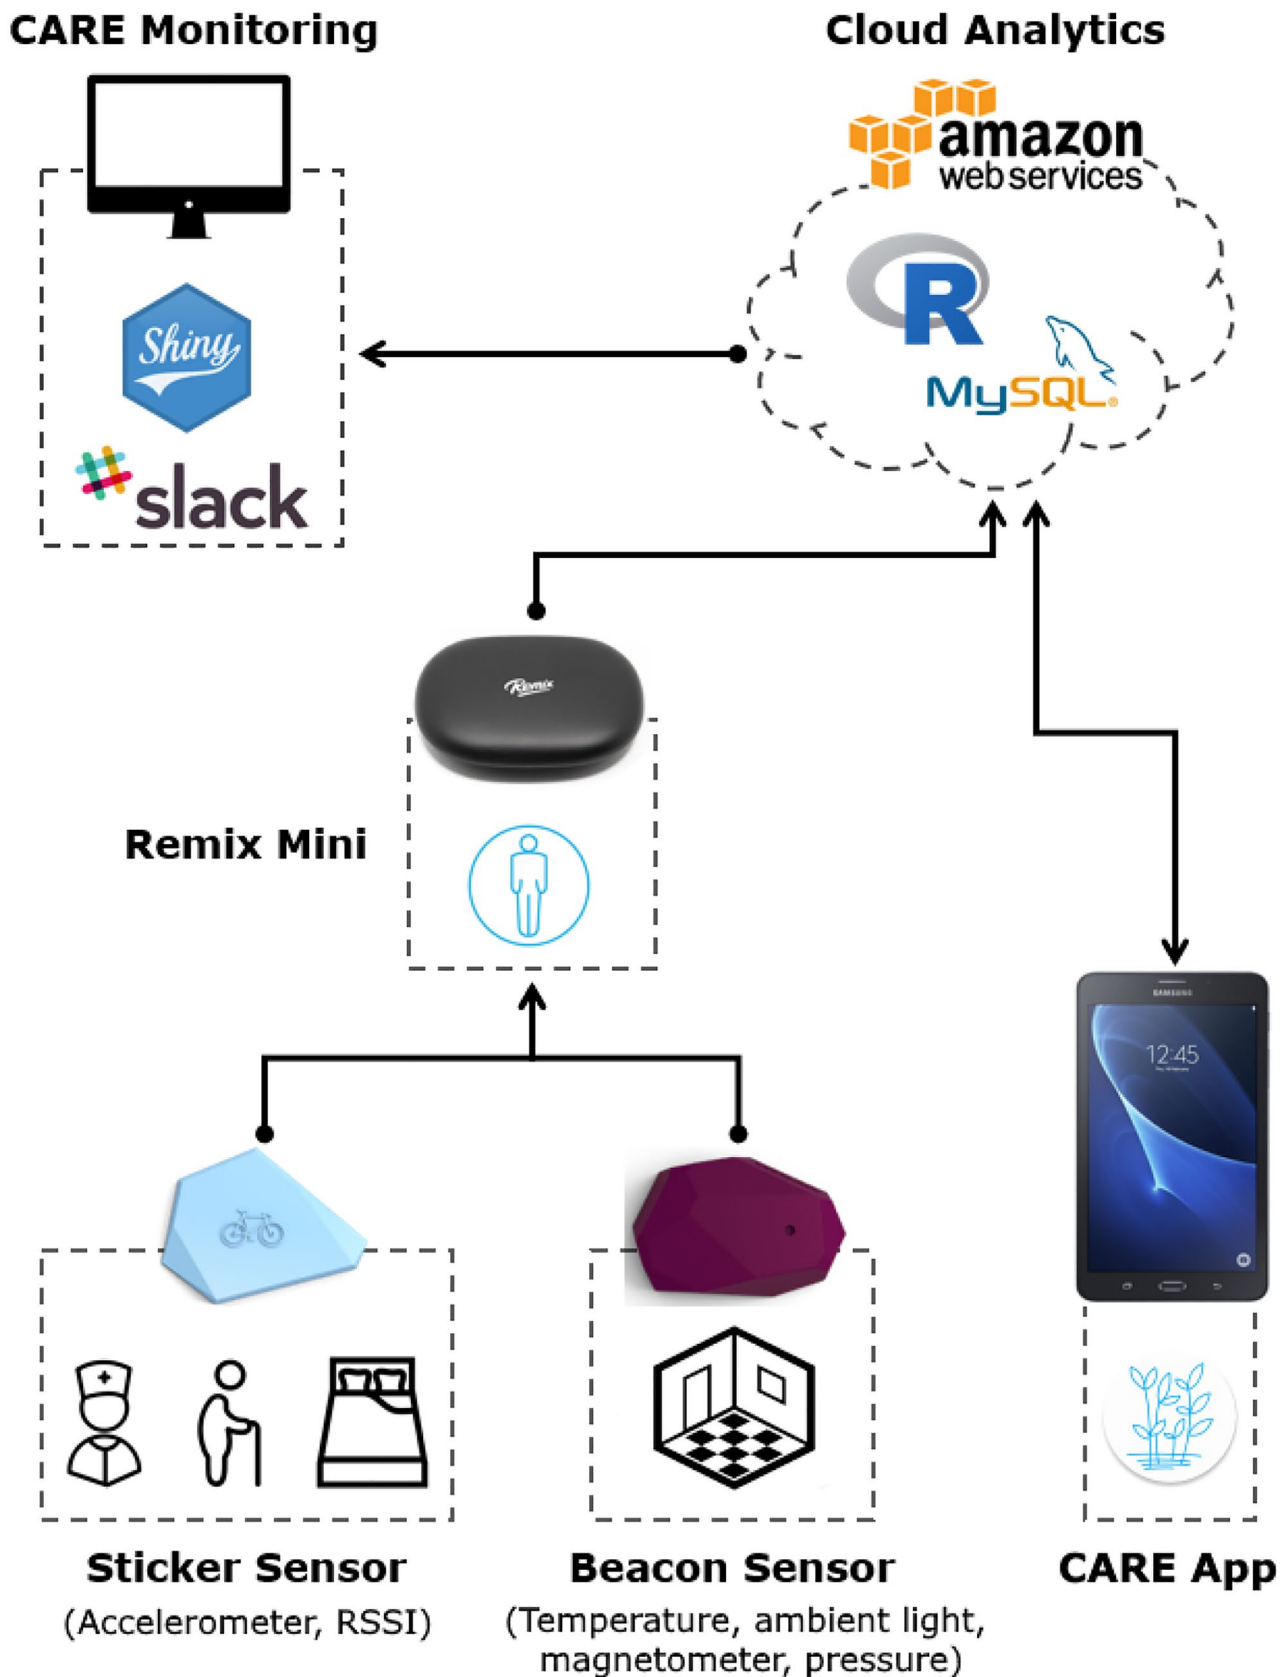 CARE Monitoring
Cloud Analytics
amazon
web services
R
Shiny
MySQL®
slack
Remix
Remix Mini
SAMSUNG
12:45
Sticker Sensor
(Accelerometer, RSSI)
Beacon Sensor
(Temperature, ambient light,
magnetometer, pressure)
CARE App